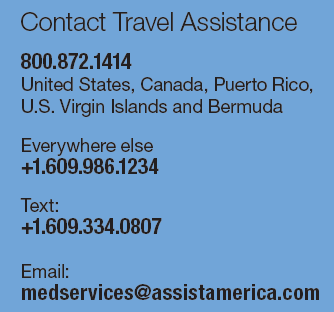 Contact Travel Assistance
800.872.1414
United States, Canada, Puerto Rico,
U.S. Virgin Islands and Bermuda
Everywhere else
+1.609.986.1234
Text:
+1.609.334.0807
Email:
medservices@assistamerica.com